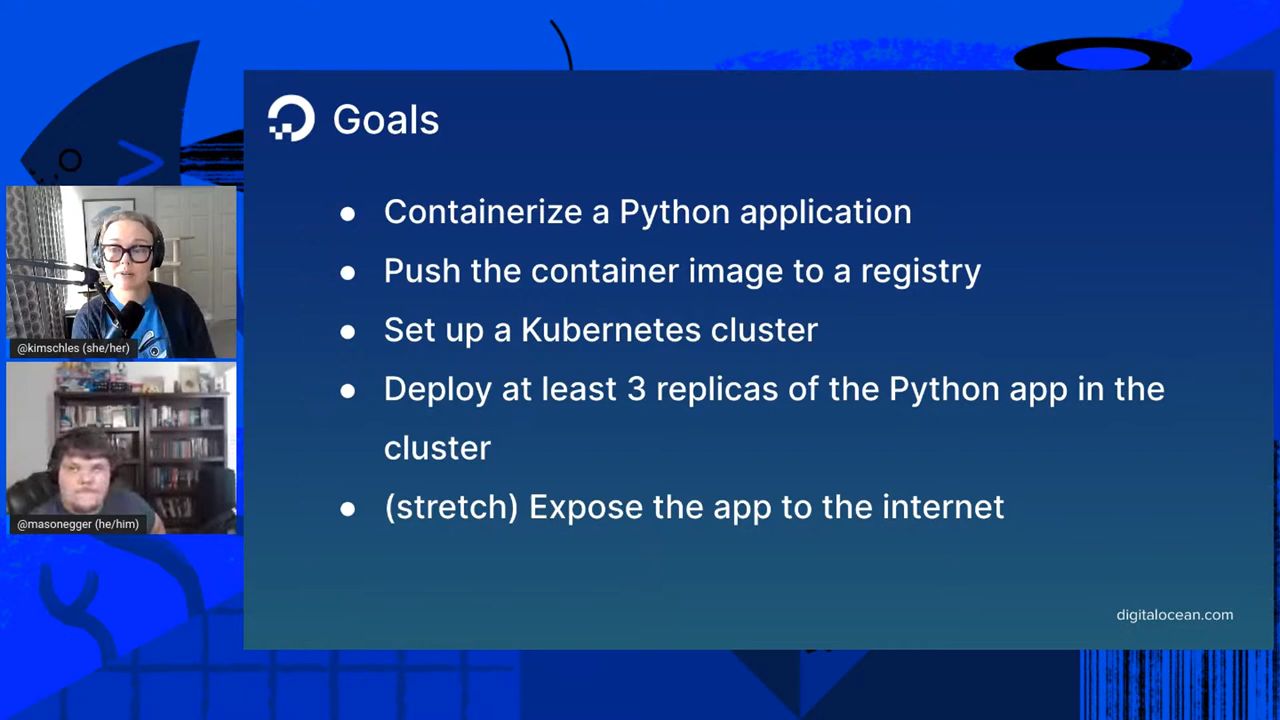 Goals
● Containerize a Python application
● Push the container image to a registry
● Set up a Kubernetes cluster
● Deploy at least 3 replicas of the Python app in the
cluster
● (stretch) Expose the app to the internet
@kimschles (she/her)
@masonegger (he/him)
digitalocean.com